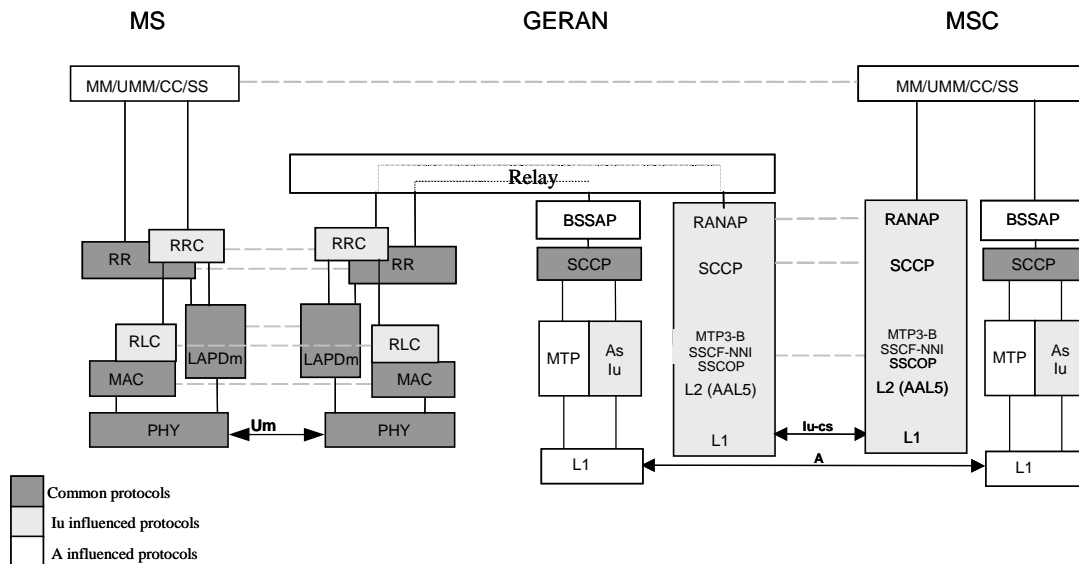 MS GERAN MSC
MM/UMM/CC/SS MM/UMM/CC/SS
Relay
BSSAP RANAP RANAP BSSAP
RRC RRC
RR RR SCCP SCCP SCCP SCCP
RLC LAPDm LAPDm RLC
MTP As Iu MTP3-B MTP3-B MTP As Iu
SSCF-NNI SSCF-NNI
SSCOP SSCOP
MAC MAC L2 (AAL5) L2 (AAL5)
PHY Um PHY L1 Iu-cs L1
L1 A L1
Common protocols
Iu influenced protocols
A influenced protocols